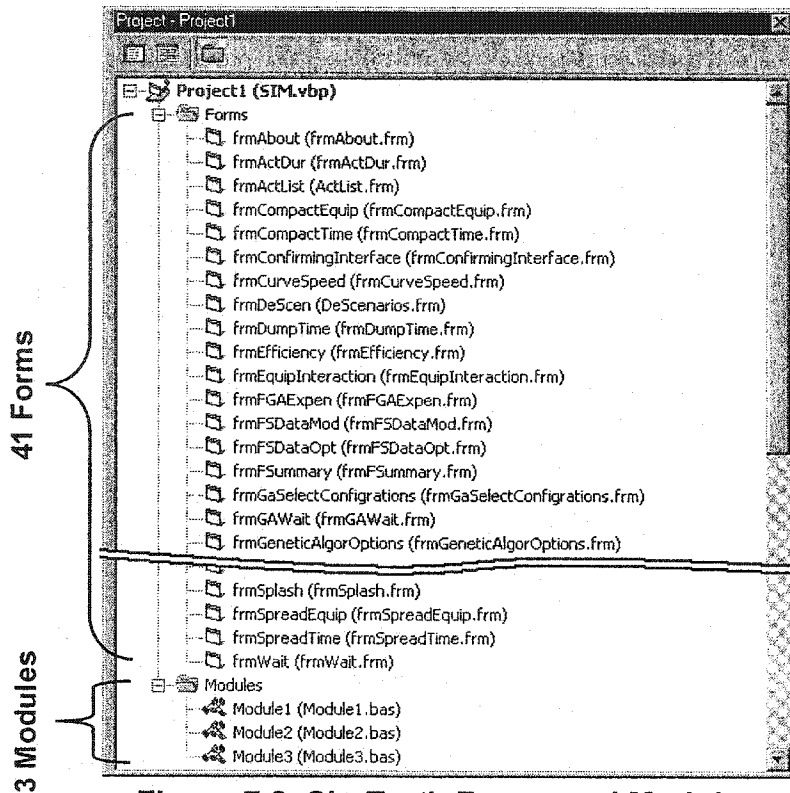 Project - Project1
Project1 (SIM.vbp)
Forms
frmAbout (frmAbout.frm)
frmActDur (frmActDur.frm)
frmActList (ActList.frm)
frmCompactEquip (frmCompactEquip.frm)
frmCompactTime (frmCompactTime.frm)
frmConfirmingInterface (frmConfirmingInterface.frm)
frmCurveSpeed (frmCurveSpeed.frm)
frmDeScen (DeScenarios.frm)
frmDumpTime (frmDumpTime.frm)
frmEfficiency (frmEfficiency.frm)
frmEquipInteraction (frmEquipInteraction.frm)
frmFGAExpen (frmFGAExpen.frm)
frmFSDataMod (frmFSDataMod.frm)
frmFSDataOpt (frmFSDataOpt.frm)
frmFSummary (frmFSummary.frm)
frmGaSelectConfigrations (frmGaSelectConfigrations.frm)
frmGAWait (frmGAWait.frm)
frmGeneticAlgorOptions (frmGeneticAlgorOptions.frm)
frmSplash (frmSplash.frm)
frmSpreadEquip (frmSpreadEquip.frm)
frmSpreadTime (frmSpreadTime.frm)
frmWait (frmWait.frm)
Modules
Module1 (Module1.bas)
Module2 (Module2.bas)
Module3 (Module3.bas)
41 Forms
3 Modules